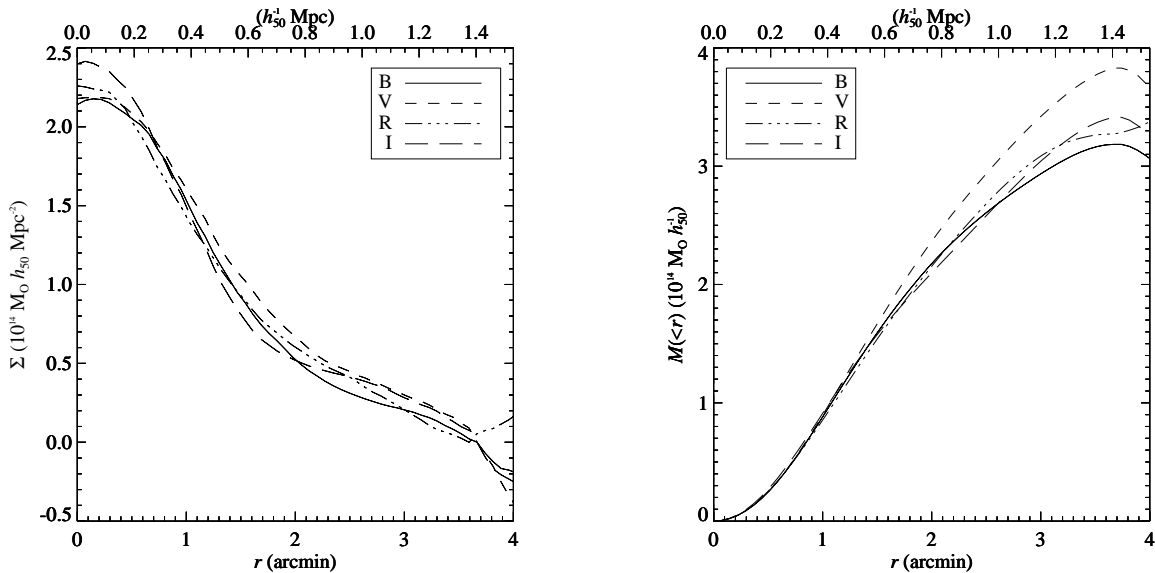 (h₅₀⁻¹ Mpc)
0.0 0.2 0.4 0.6 0.8 1.0 1.2 1.4
2.5
2.0
1.5
1.0
0.5
0.0
-0.5
Σ (10¹⁴ M_O h₅₀ Mpc⁻²)
B
V
R
I
0 1 2 3 4
r (arcmin)
(h₅₀⁻¹ Mpc)
0.0 0.2 0.4 0.6 0.8 1.0 1.2 1.4
4
3
2
1
0
M(<r) (10¹⁴ M_O h₅₀⁻¹)
B
V
R
I
0 1 2 3 4
r (arcmin)